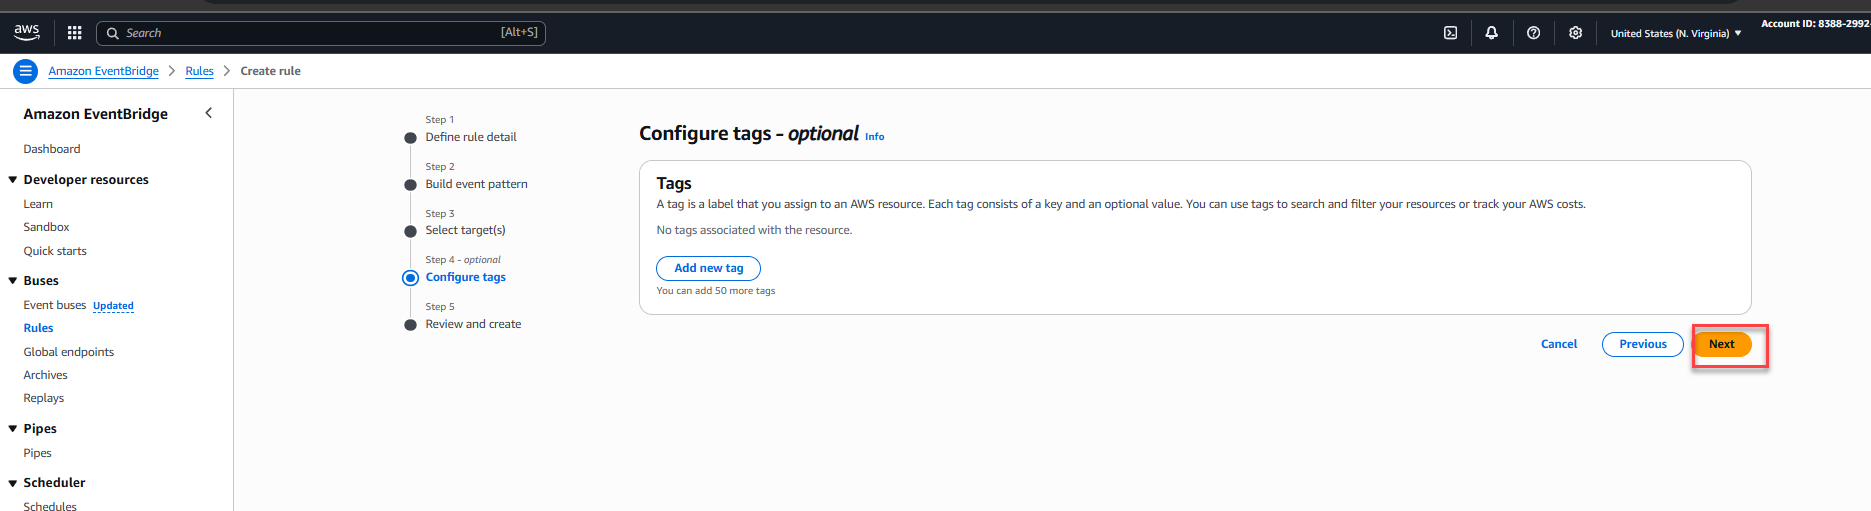 aws
Search
[Alt+S]
United States (N. Virginia)
Account ID: 8388-2992-
Amazon EventBridge
Rules
Create rule
Amazon EventBridge
Dashboard
Developer resources
Learn
Sandbox
Quick starts
Buses
Event buses Updated
Rules
Global endpoints
Archives
Replays
Pipes
Pipes
Scheduler
Schedules
Step 1
Define rule detail
Step 2
Build event pattern
Step 3
Select target(s)
Step 4 - optional
Configure tags
Step 5
Review and create
Configure tags - optional Info
Tags
A tag is a label that you assign to an AWS resource. Each tag consists of a key and an optional value. You can use tags to search and filter your resources or track your AWS costs.
No tags associated with the resource.
Add new tag
You can add 50 more tags
Cancel
Previous
Next